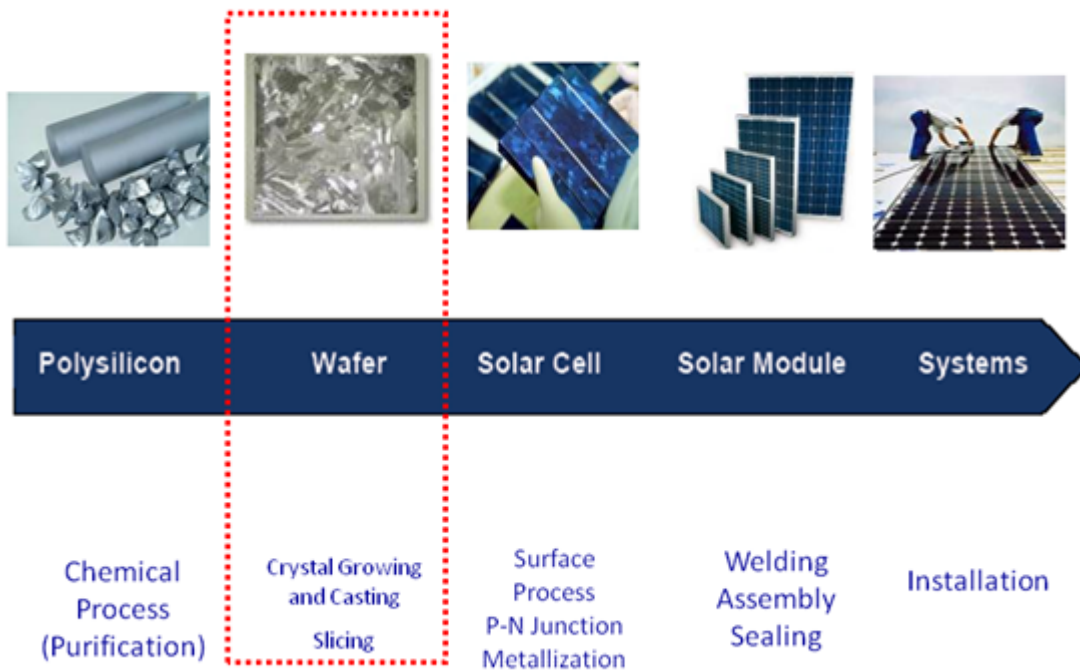 Polysilicon
Wafer
Solar Cell
Solar Module
Systems
Chemical
Process
(Purification)
Crystal Growing
and Casting
Slicing
Surface
Process
P-N Junction
Metallization
Welding
Assembly
Sealing
Installation